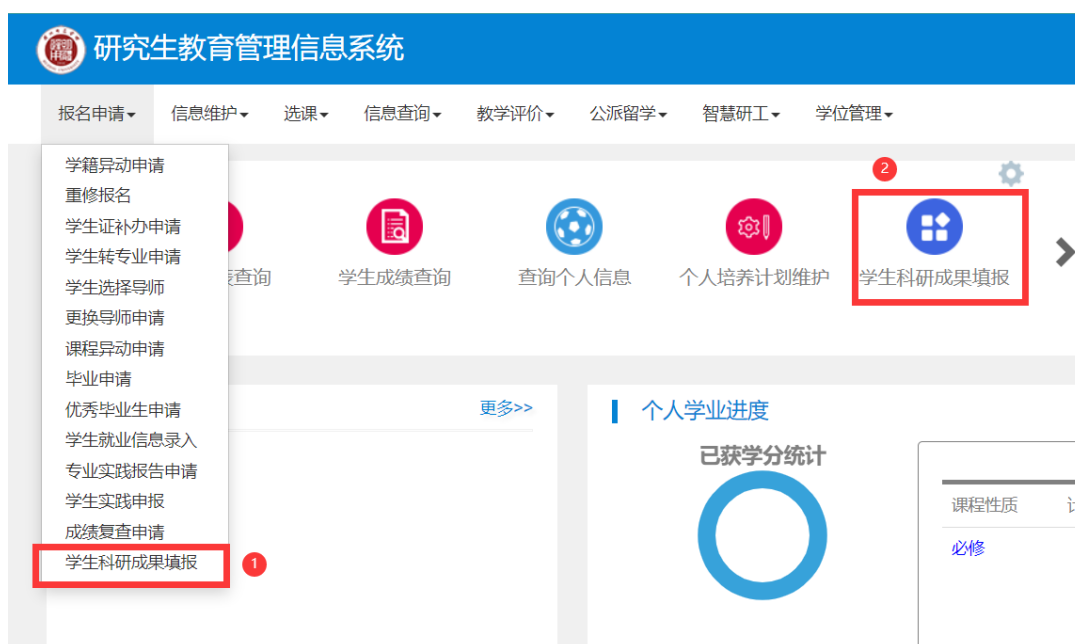 研究生教育管理信息系统
报名申请 信息维护 选课 信息查询 教学评价 公派留学 智慧研工 学位管理
学籍异动申请
重修报名
学生证补办申请
学生转专业申请
学生选择导师
更换导师申请
课程异动申请
毕业申请
优秀毕业生申请
学生就业信息录入
专业实践报告申请
学生实践申报
成绩复查申请
学生科研成果填报
1
2
查询
学生成绩查询
查询个人信息
个人培养计划维护
学生科研成果填报
更多>>
个人学业进度
已获学分统计
课程性质
必修